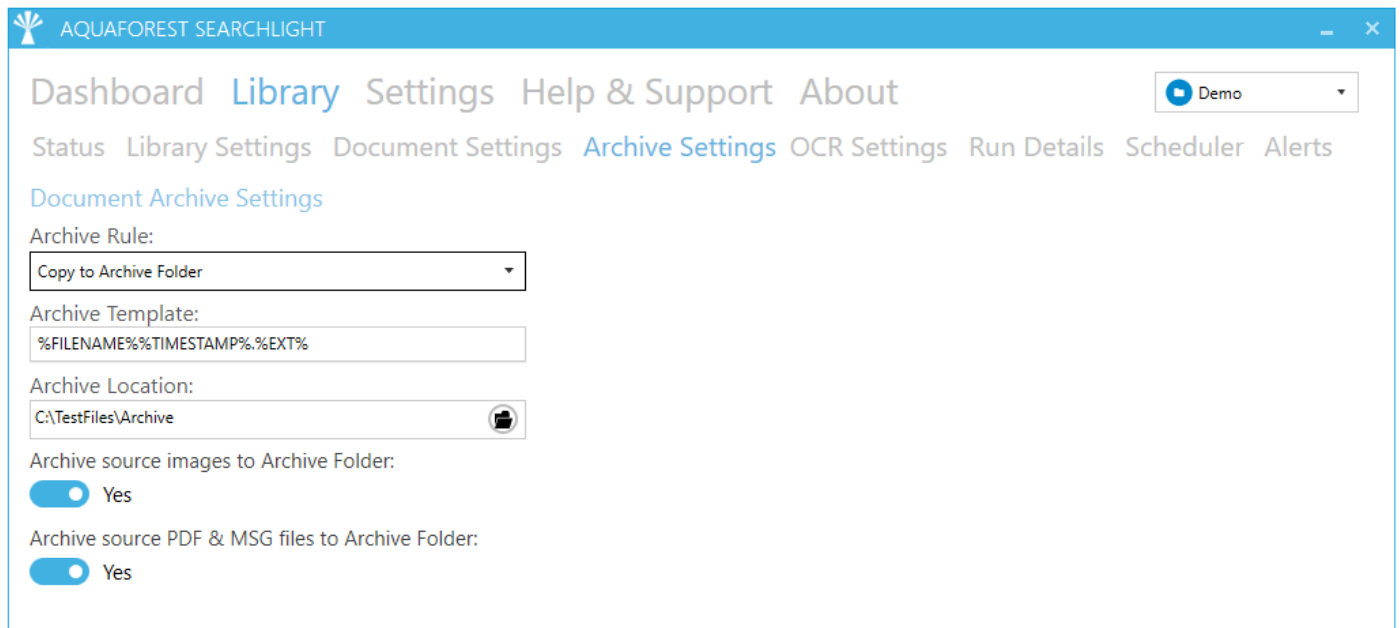 AQUAFOREST SEARCHLIGHT
Dashboard Library Settings Help & Support About Demo
Status Library Settings Document Settings Archive Settings OCR Settings Run Details Scheduler Alerts
Document Archive Settings
Archive Rule:
Copy to Archive Folder
Archive Template:
%FILENAME%%TIMESTAMP%.%EXT%
Archive Location:
C:\TestFiles\Archive
Archive source images to Archive Folder:
Yes
Archive source PDF & MSG files to Archive Folder:
Yes